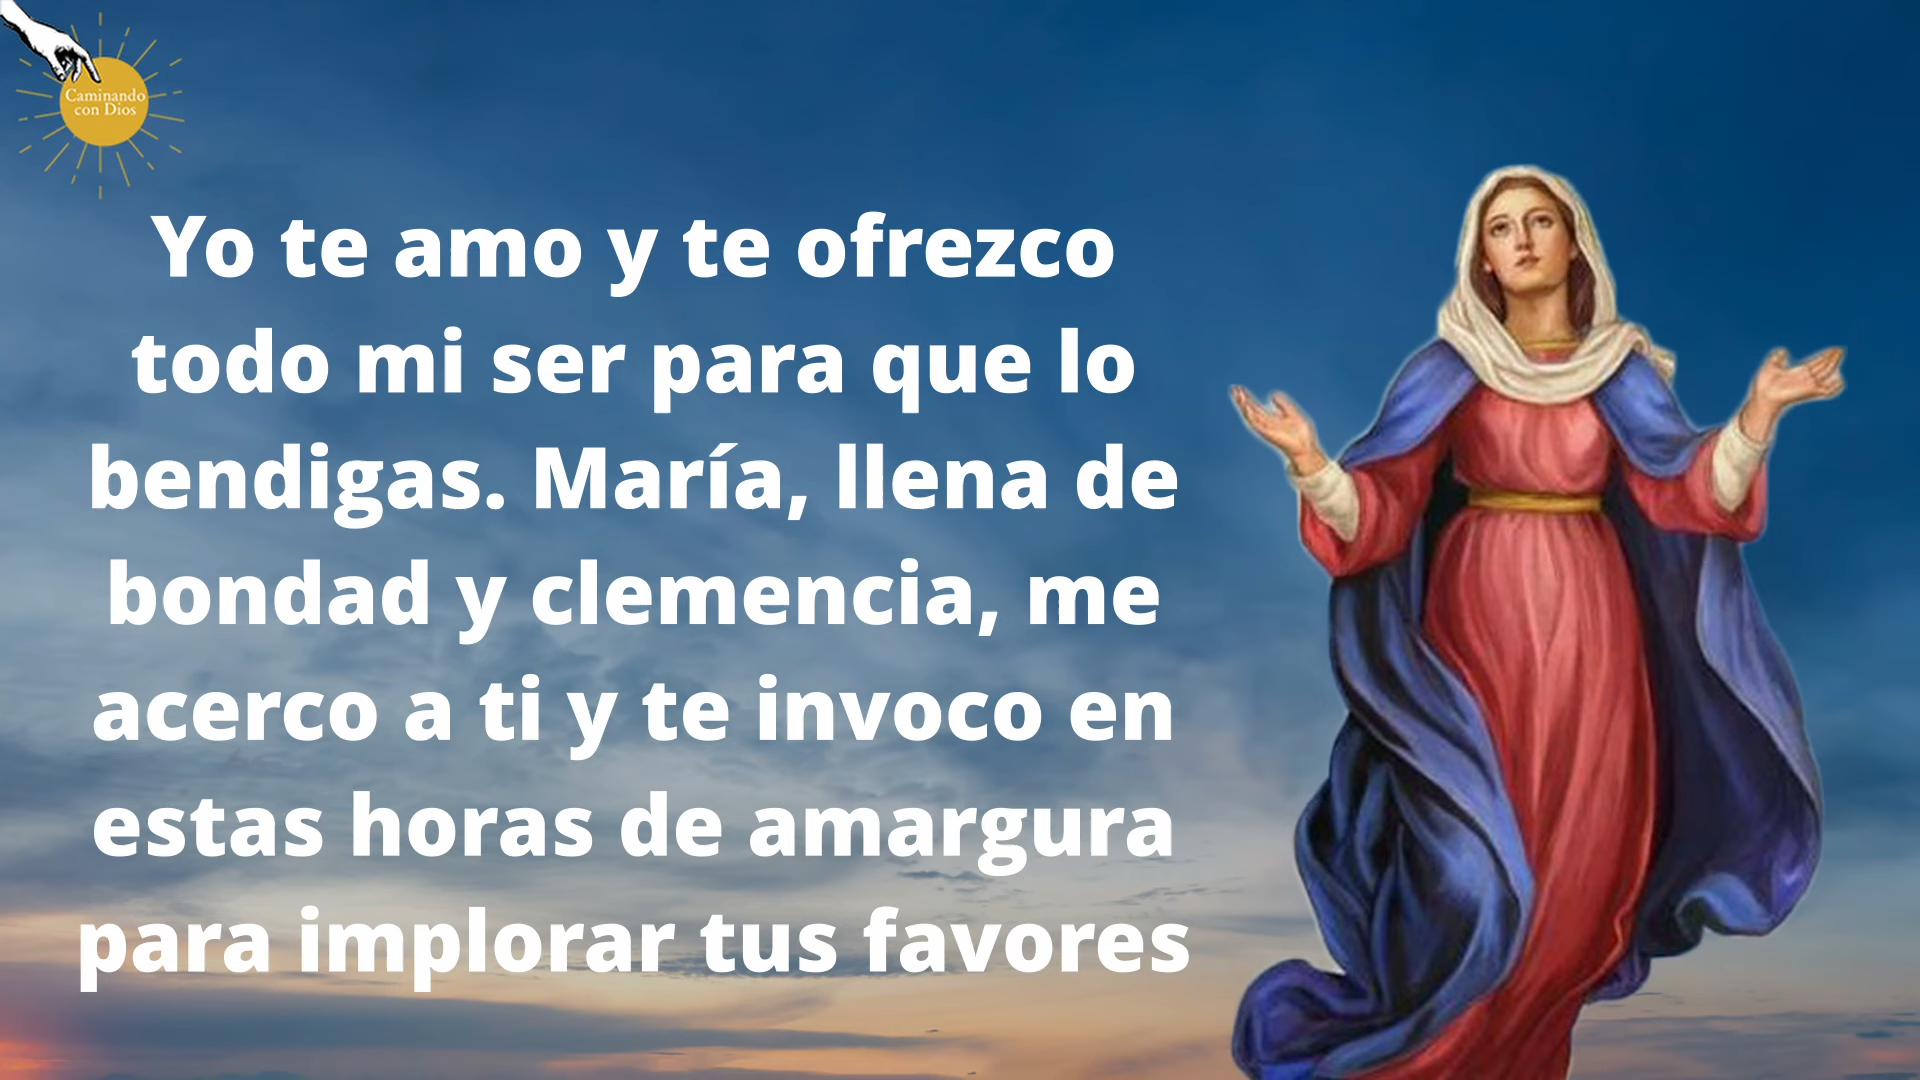 Caminando
con Dios
Yo te amo y te ofrezco
todo mi ser para que lo
bendigas. María, llena de
bondad y clemencia, me
acerco a ti y te invoco en
estas horas de amargura
para implorar tus favores